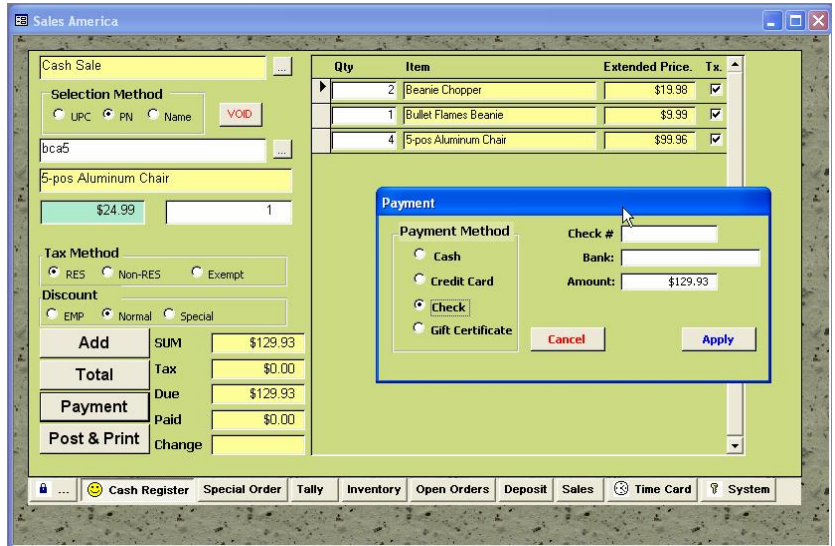 Sales America
Cash Sale ...
Selection Method
UPC PN Name VOID
bca5 ...
5-pos Aluminum Chair
$24.99 1
Tax Method
RES Non-RES Exempt
Discount
EMP Normal Special
Add SUM $129.93
Total Tax $0.00
Payment Due $129.93
Paid $0.00
Post & Print Change
Qty Item Extended Price. Tx.
2 Beanie Chopper $19.98
1 Bullet Flames Beanie $9.99
4 5-pos Aluminum Chair $99.96
Payment
Payment Method
Cash
Credit Card
Check
Gift Certificate
Check #
Bank:
Amount: $129.93
Cancel Apply
... Cash Register Special Order Tally Inventory Open Orders Deposit Sales Time Card System